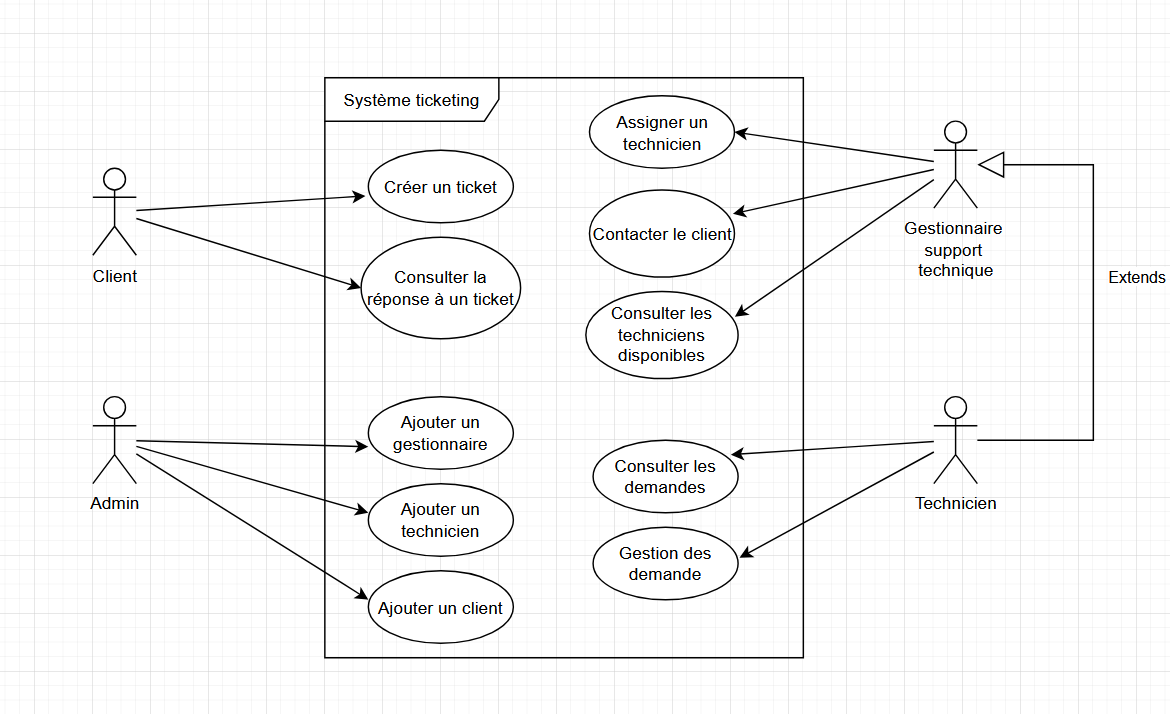 Système ticketing
Créer un ticket
Consulter la
réponse à un ticket
Client
Assigner un
technicien
Contacter le client
Consulter les
techniciens
disponibles
Gestionnaire
support
technique
Extends
Ajouter un
gestionnaire
Ajouter un
technicien
Ajouter un client
Admin
Consulter les
demandes
Gestion des
demande
Technicien